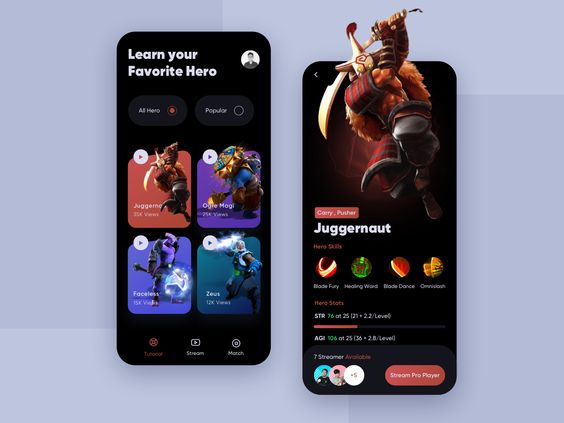 Learn your
Favorite Hero
All Hero
Popular
Juggerna
35K Views
Ogre Magi
25K Views
Faceless
15K Views
Zeus
12K Views
Tutorial
Stream
Match
Carry , Pusher
Juggernaut
Hero Skills
Blade Fury
Healing Ward
Blade Dance
Omnislash
Hero Stats
STR 76 at 25 (21 + 2.2/Level)
AGI 106 at 25 (36 + 2.8/Level)
7 Streamer Available
+5
Stream Pro Player